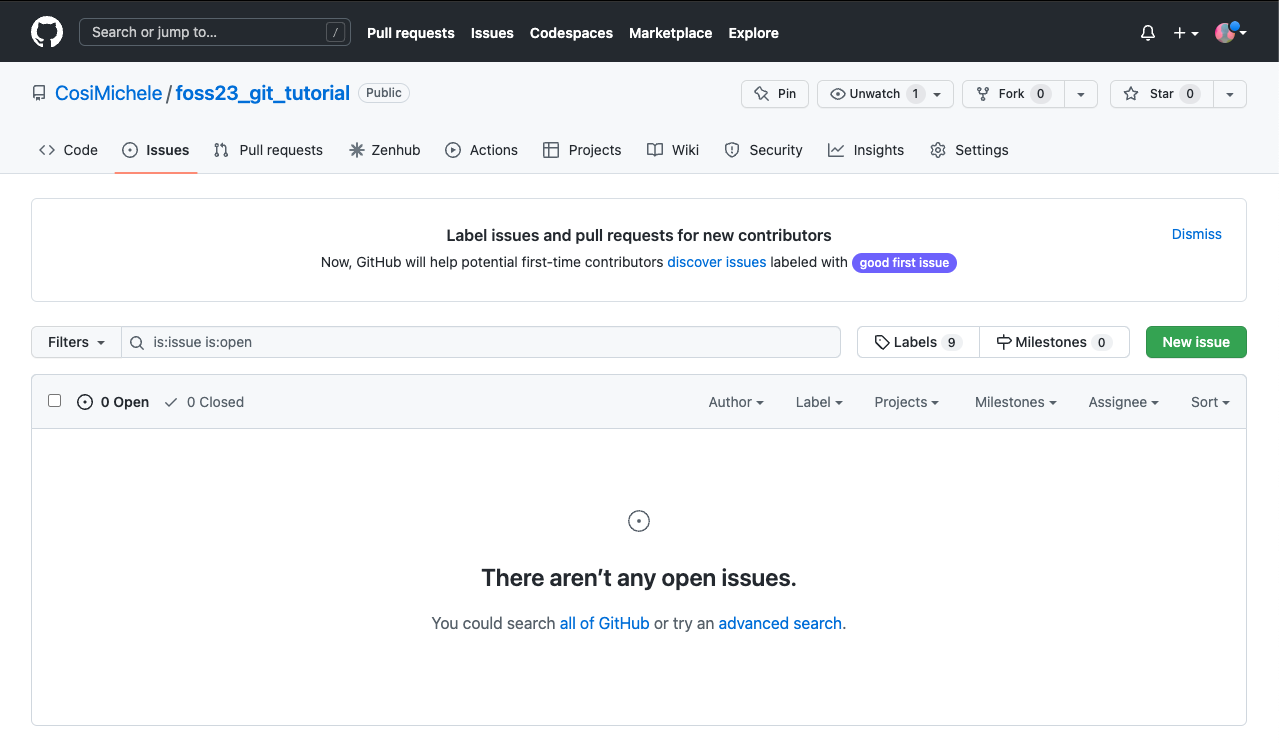 Search or jump to... / Pull requests Issues Codespaces Marketplace Explore
CosiMichele / foss23_git_tutorial Public Pin Unwatch 1 Fork 0 Star 0
Code Issues Pull requests Zenhub Actions Projects Wiki Security Insights Settings
Label issues and pull requests for new contributors
Dismiss
Now, GitHub will help potential first-time contributors discover issues labeled with good first issue
Filters is:issue is:open Labels 9 Milestones 0 New issue
0 Open 0 Closed Author Label Projects Milestones Assignee Sort
There aren’t any open issues.
You could search all of GitHub or try an advanced search.